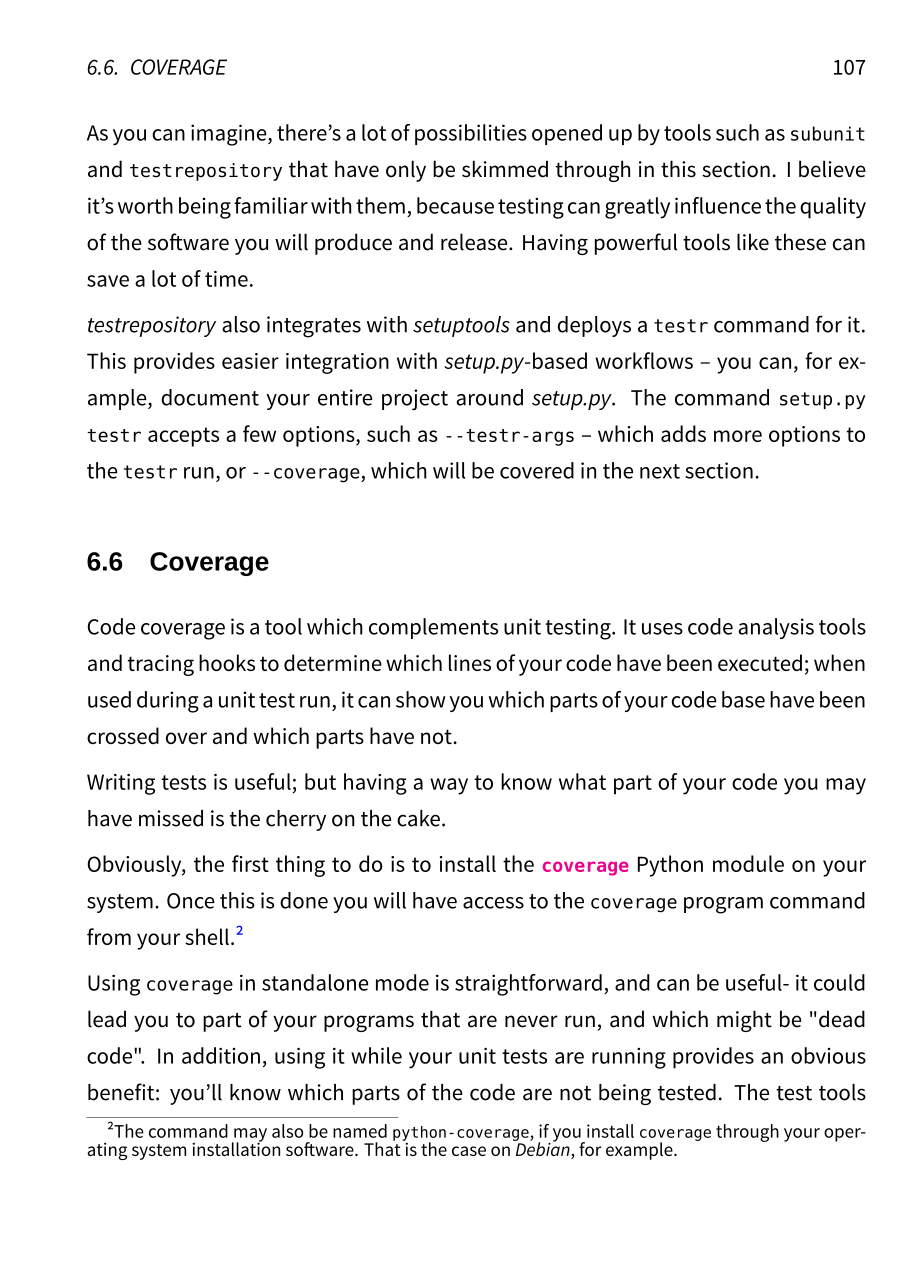 6.6. COVERAGE 107
As you can imagine, there’s a lot of possibilities opened up by tools such as subunit
and testrepository that have only be skimmed through in this section. I believe
it’s worth being familiar with them, because testing can greatly influence the quality
of the software you will produce and release. Having powerful tools like these can
save a lot of time.
testrepository also integrates with setuptools and deploys a testr command for it.
This provides easier integration with setup.py-based workflows – you can, for ex-
ample, document your entire project around setup.py. The command setup.py
testr accepts a few options, such as --testr-args – which adds more options to
the testr run, or --coverage, which will be covered in the next section.
6.6 Coverage
Code coverage is a tool which complements unit testing. It uses code analysis tools
and tracing hooks to determine which lines of your code have been executed; when
used during a unit test run, it can show you which parts of your code base have been
crossed over and which parts have not.
Writing tests is useful; but having a way to know what part of your code you may
have missed is the cherry on the cake.
Obviously, the first thing to do is to install the coverage Python module on your
system. Once this is done you will have access to the coverage program command
from your shell.2
Using coverage in standalone mode is straightforward, and can be useful- it could
lead you to part of your programs that are never run, and which might be "dead
code". In addition, using it while your unit tests are running provides an obvious
benefit: you’ll know which parts of the code are not being tested. The test tools
2The command may also be named python-coverage, if you install coverage through your oper-
ating system installation software. That is the case on Debian, for example.